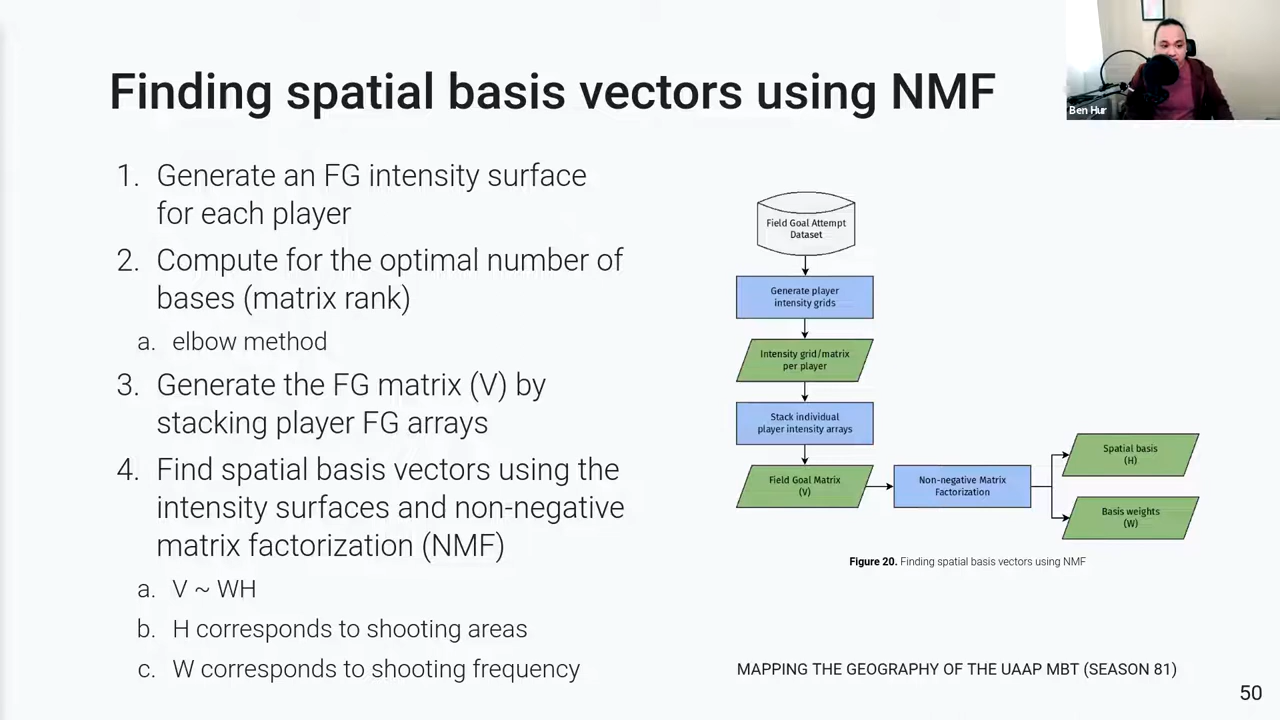 Finding spatial basis vectors using NMF
Ben Hur
1. Generate an FG intensity surface
for each player
2. Compute for the optimal number of
bases (matrix rank)
a. elbow method
3. Generate the FG matrix (V) by
stacking player FG arrays
4. Find spatial basis vectors using the
intensity surfaces and non-negative
matrix factorization (NMF)
a. V ~ WH
b. H corresponds to shooting areas
c. W corresponds to shooting frequency
Field Goal Attempt
Dataset
Generate player
intensity grids
Intensity grid/matrix
per player
Stack individual
player intensity arrays
Field Goal Matrix
(V)
Non-negative Matrix
Factorization
Spatial basis
(H)
Basis weights
(W)
Figure 20. Finding spatial basis vectors using NMF
MAPPING THE GEOGRAPHY OF THE UAAP MBT (SEASON 81)
50